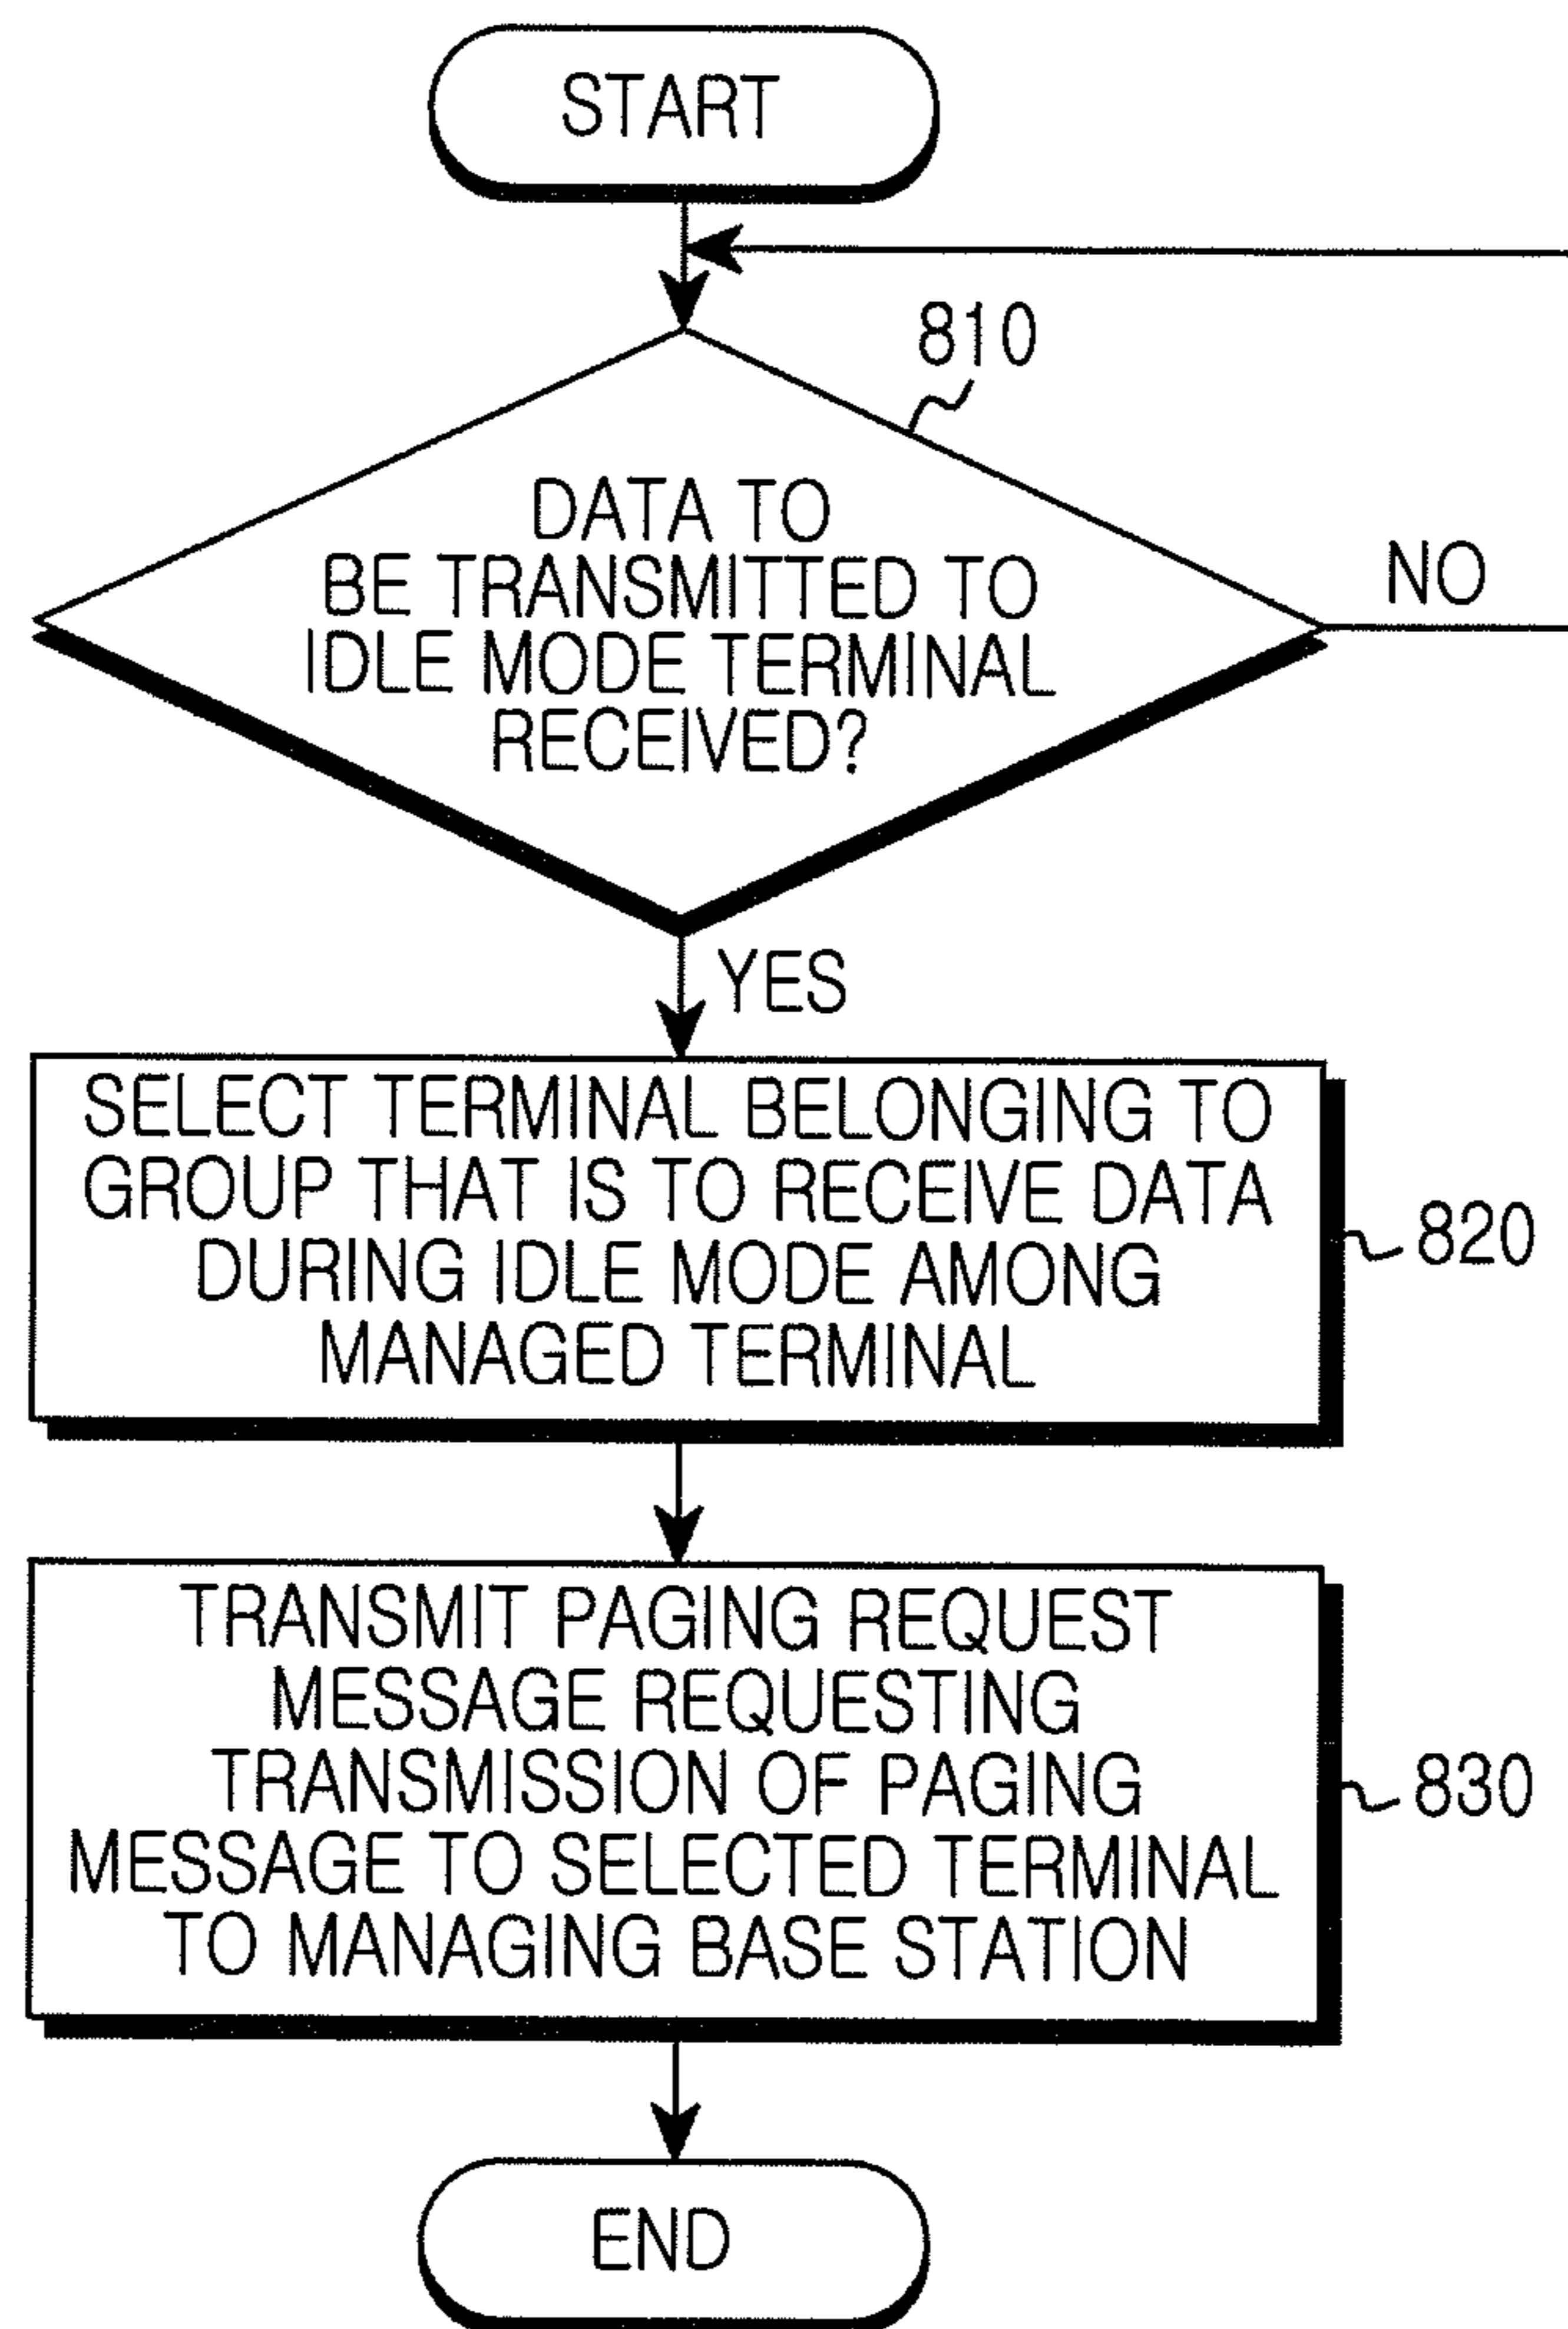 START
810
DATA TO
BE TRANSMITTED TO
IDLE MODE TERMINAL
RECEIVED?
NO
YES
SELECT TERMINAL BELONGING TO
GROUP THAT IS TO RECEIVE DATA
DURING IDLE MODE AMONG
MANAGED TERMINAL
820
TRANSMIT PAGING REQUEST
MESSAGE REQUESTING
TRANSMISSION OF PAGING
MESSAGE TO SELECTED TERMINAL
TO MANAGING BASE STATION
830
END